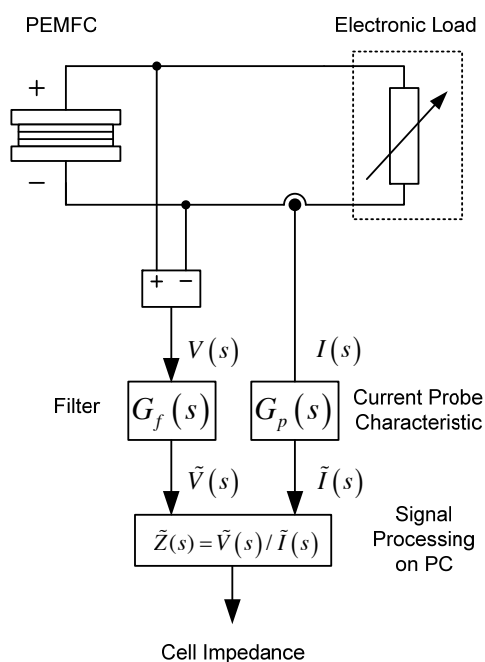 PEMFC
Electronic Load
+
−
+ −
V(s)
I(s)
Filter
G_f(s)
G_p(s)
Current Probe
Characteristic
Ṽ(s)
Ĩ(s)
Z̃(s) = Ṽ(s) / Ĩ(s)
Signal
Processing
on PC
Cell Impedance